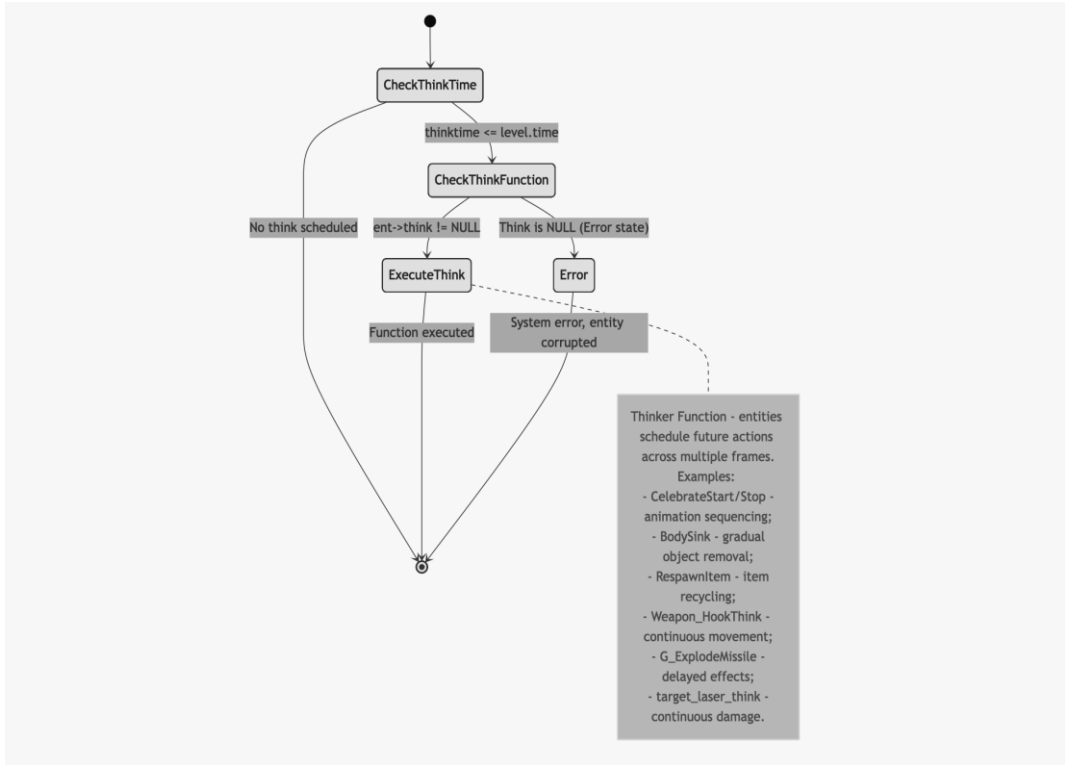 CheckThinkTime
thinktime <= level.time
CheckThinkFunction
No think scheduled
ent->think != NULL
Think is NULL (Error state)
ExecuteThink
Error
Function executed
System error, entity
corrupted
Thinker Function - entities
schedule future actions
across multiple frames.
Examples:
- CelebrateStart/Stop -
animation sequencing;
- BodySink - gradual
object removal;
- RespawnItem - item
recycling;
- Weapon_HookThink -
continuous movement;
- G_ExplodeMissile -
delayed effects;
- target_laser_think -
continuous damage.